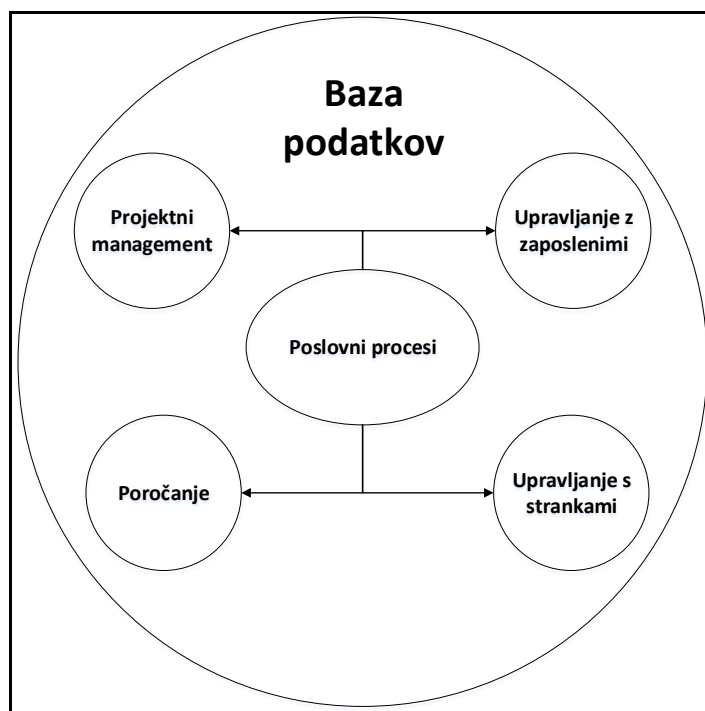 Baza
podatkov
Projektni
management
Upravljanje z
zaposlenimi
Poslovni procesi
Poročanje
Upravljanje s
strankami